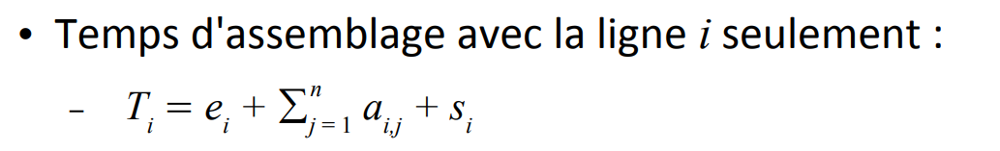 • Temps d'assemblage avec la ligne i seulement :
– T_i = e_i + ∑_{j = 1}^{n} a_{i,j} + s_i